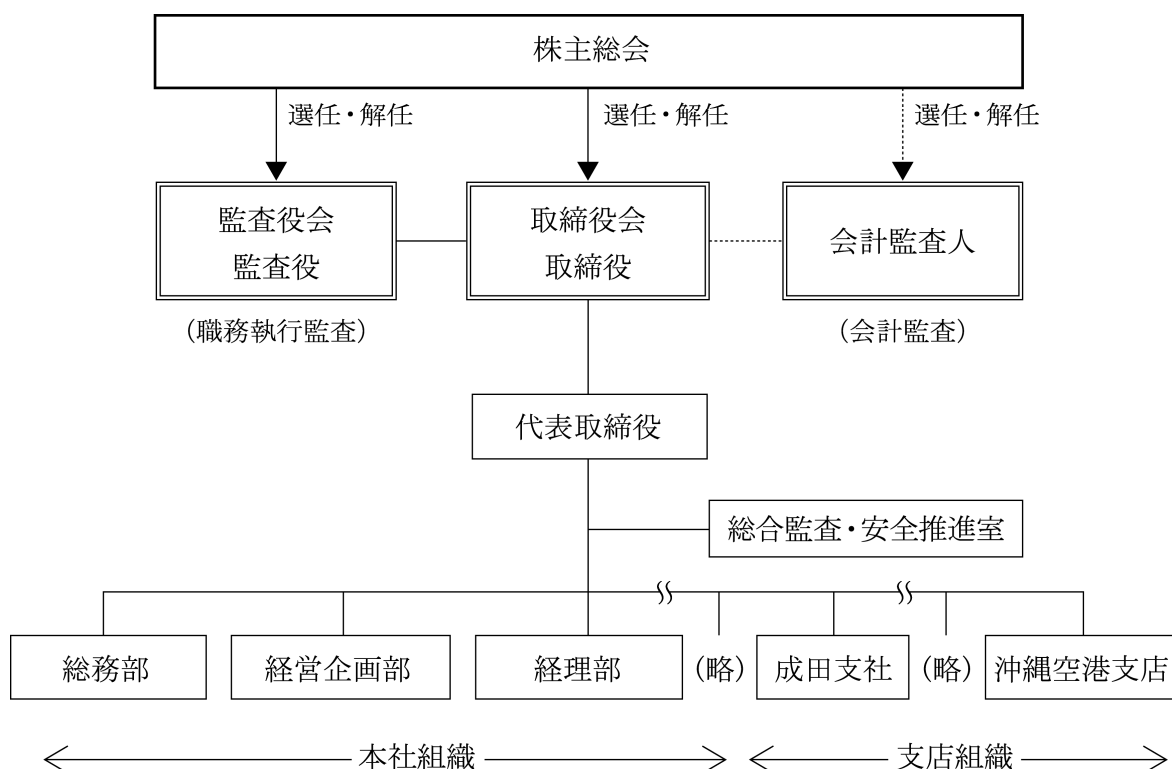 株主総会
選任・解任
選任・解任
選任・解任
監査役会
監査役
取締役会
取締役
会計監査人
（職務執行監査）
（会計監査）
代表取締役
総合監査・安全推進室
総務部
経営企画部
経理部
（略）
成田支社
（略）
沖縄空港支店
本社組織
支店組織